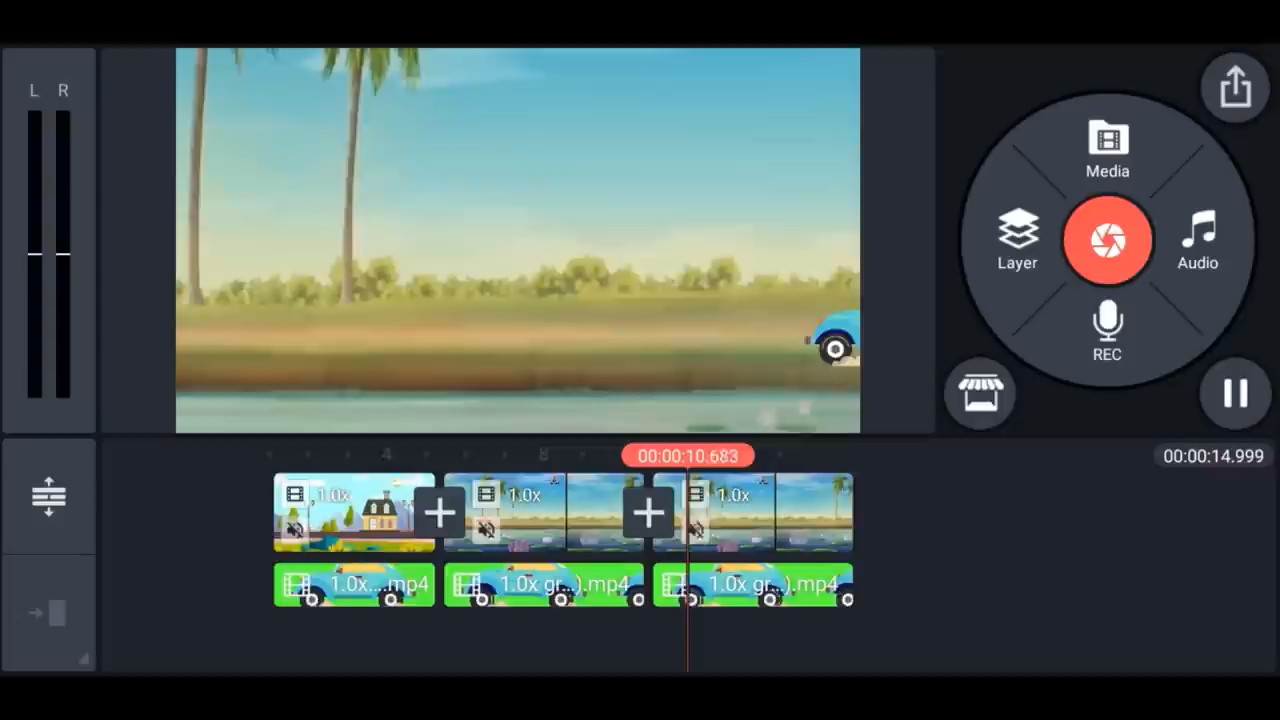 L R
Media
Layer
Audio
REC
4 8
00:00:10.683
00:00:14.999
1.0x
1.0x
1.0x
1.0x....mp4
1.0x gr...).mp4
1.0x gr...).mp4